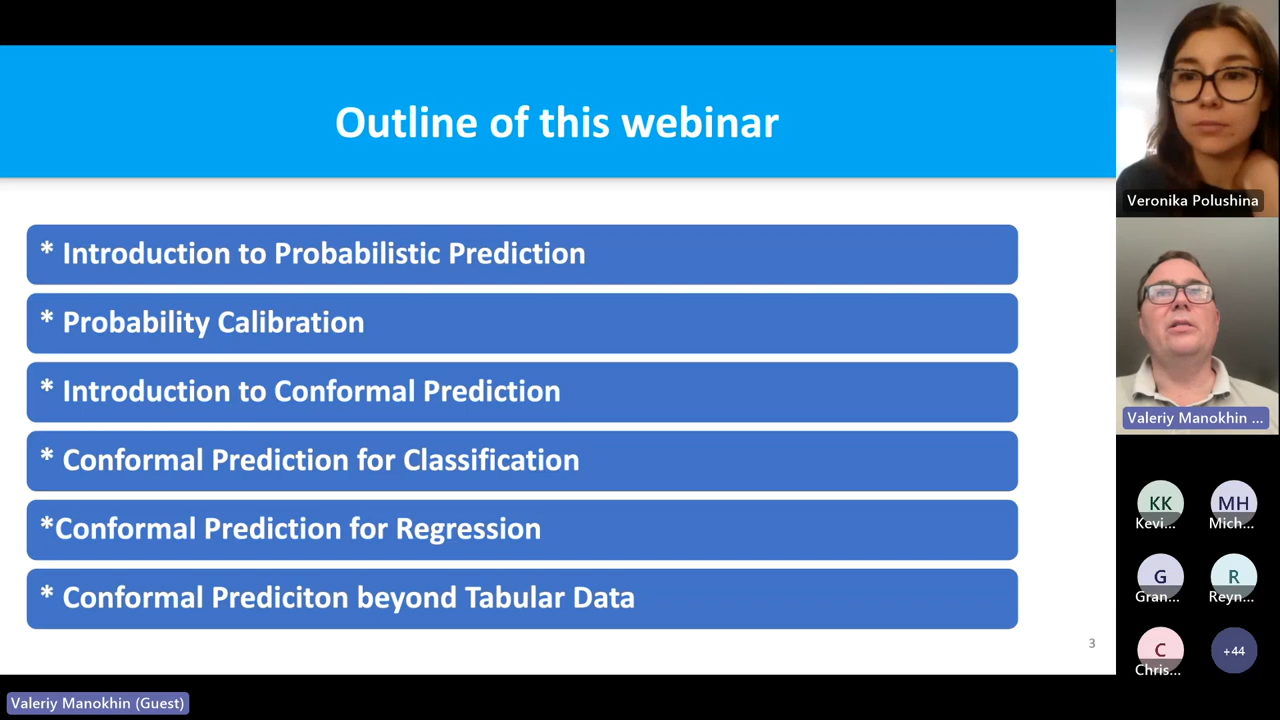 Outline of this webinar
* Introduction to Probabilistic Prediction
* Probability Calibration
* Introduction to Conformal Prediction
* Conformal Prediction for Classification
*Conformal Prediction for Regression
* Conformal Prediciton beyond Tabular Data
3
Valeriy Manokhin (Guest)
Veronika Polushina
Valeriy Manokhin ...
KK
Kevi...
MH
Mich...
G
Gran...
R
Reyn...
C
Chris...
+44